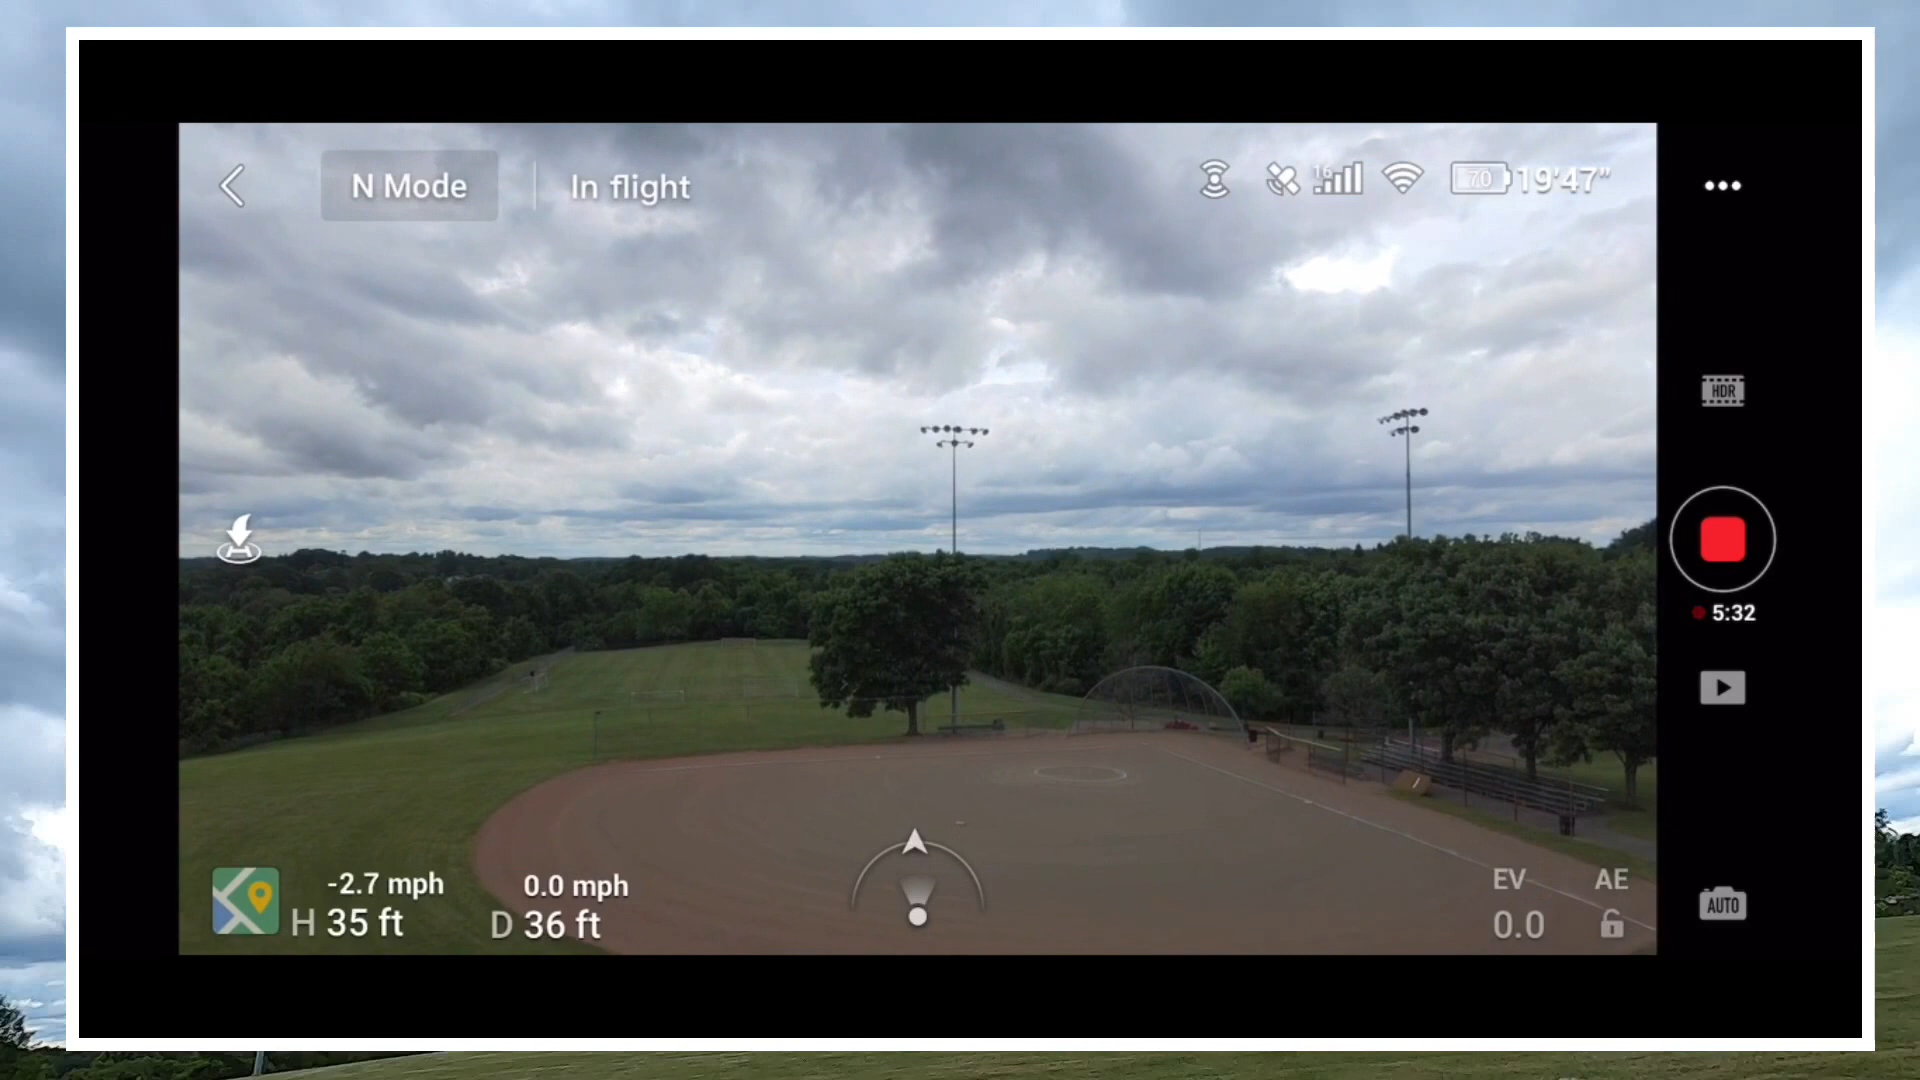 N Mode
In flight
16
70
19'47"
HDR
5:32
-2.7 mph
0.0 mph
H 35 ft
D 36 ft
EV
AE
0.0
AUTO